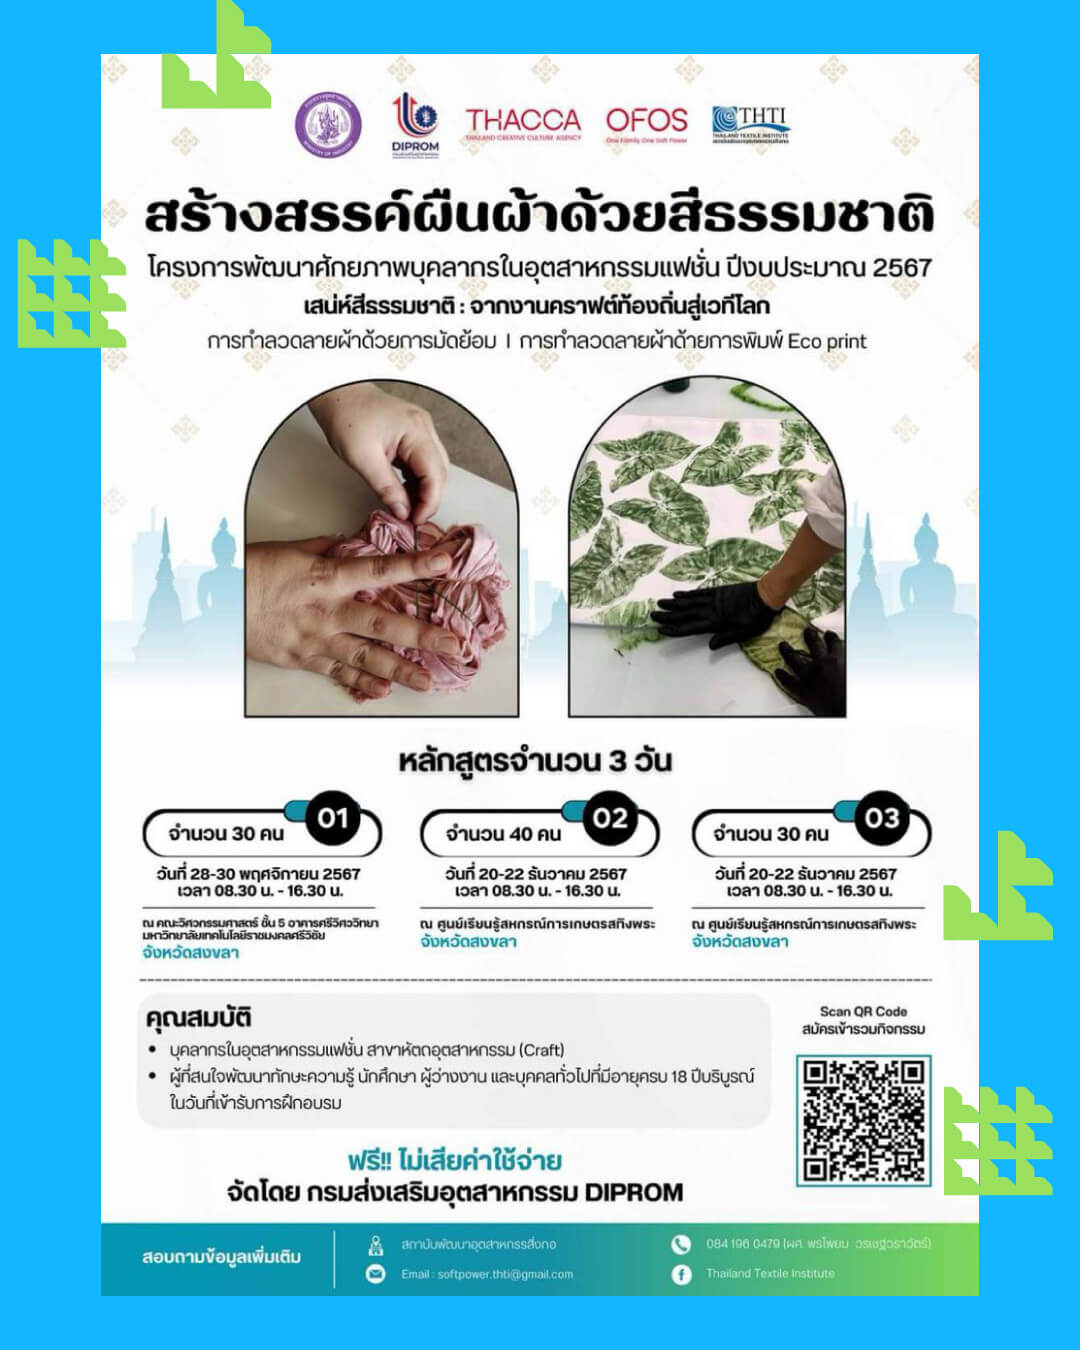 DIPROM
THACCA
THAILAND CREATIVE CULTURE AGENCY
OFOS
One Family One Soft Power
THTI
THAILAND TEXTILE INSTITUTE
สร้างสรรค์ผืนผ้าด้วยสีธรรมชาติ
โครงการพัฒนาศักยภาพบุคลากรในอุตสาหกรรมแฟชั่น ปีงบประมาณ 2567
เสน่ห์สีธรรมชาติ : จากงานคราฟต์ท้องถิ่นสู่เวทีโลก
การทำลวดลายผ้าด้วยการมัดย้อม | การทำลวดลายผ้าด้ายการพิมพ์ Eco print
หลักสูตรจำนวน 3 วัน
01
จำนวน 30 คน
วันที่ 28-30 พฤศจิกายน 2567
เวลา 08.30 น. - 16.30 น.
ณ คณะวิศวกรรมศาสตร์ ชั้น 5 อาคารศรีวิศววิทยา
มหาวิทยาลัยเทคโนโลยีราชมงคลศรีวิชัย
จังหวัดสงขลา
02
จำนวน 40 คน
วันที่ 20-22 ธันวาคม 2567
เวลา 08.30 น. - 16.30 น.
ณ ศูนย์เรียนรู้สหกรณ์การเกษตรสทิงพระ
จังหวัดสงขลา
03
จำนวน 30 คน
วันที่ 20-22 ธันวาคม 2567
เวลา 08.30 น. - 16.30 น.
ณ ศูนย์เรียนรู้สหกรณ์การเกษตรสทิงพระ
จังหวัดสงขลา
คุณสมบัติ
• บุคลากรในอุตสาหกรรมแฟชั่น สาขาหัตถอุตสาหกรรม (Craft)
• ผู้ที่สนใจพัฒนาทักษะความรู้ นักศึกษา ผู้ว่างงาน และบุคคลทั่วไปที่มีอายุครบ 18 ปีบริบูรณ์
ในวันที่เข้ารับการฝึกอบรม
Scan QR Code
สมัครเข้ารวมกิจกรรม
ฟรี!! ไม่เสียค่าใช้จ่าย
จัดโดย กรมส่งเสริมอุตสาหกรรม DIPROM
สอบถามข้อมูลเพิ่มเติม
สถาบันพัฒนาอุตสาหกรรสิ่งทอ
Email : softpower.thti@gmail.com
084 196 0479 (ผศ. พรโพยม วรเชฐวราวัตร์)
Thailand Textile Institute